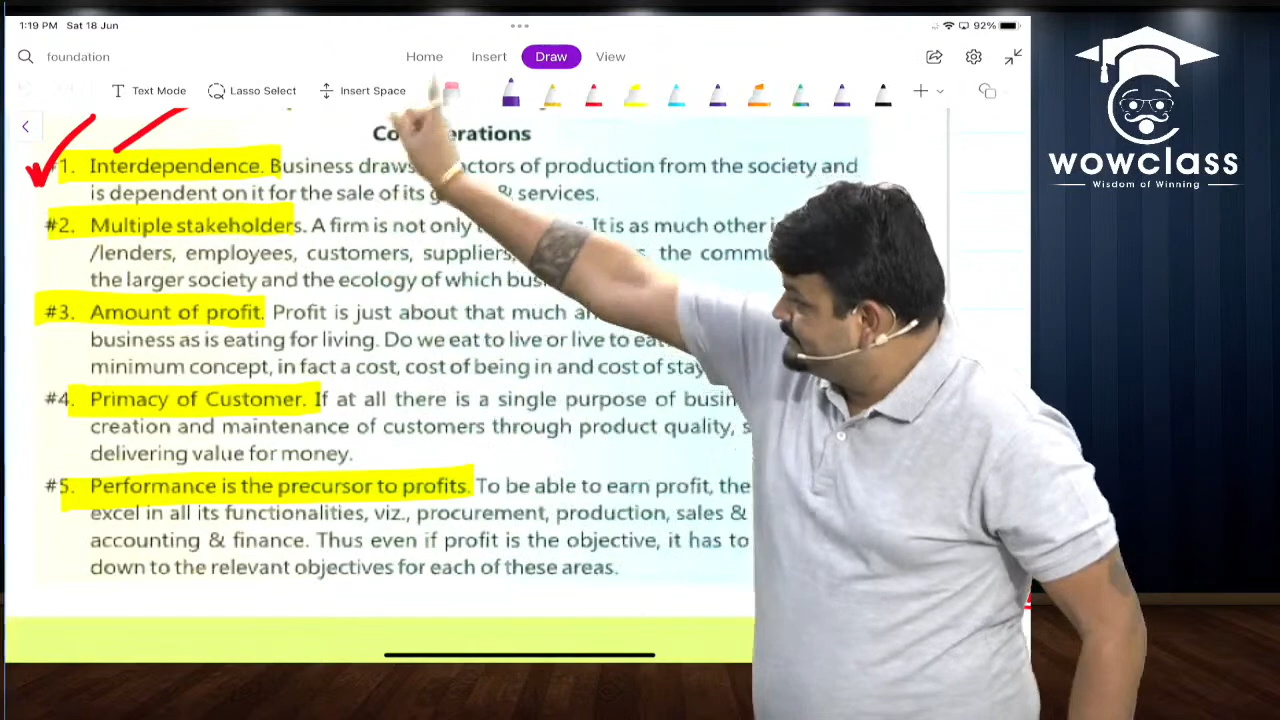 1:19 PM Sat 18 Jun
92%
foundation
Home Insert Draw View
Text Mode Lasso Select Insert Space
#1. Interdependence. Business draws of production from the society and
is dependent on it for the sale of its & services.
#2. Multiple stakeholders. A firm is not only It is as much other
/lenders, employees, customers, suppliers, the
the larger society and the ecology of which
#3. Amount of profit. Profit is just about that much
business as is eating for living. Do we eat to live or live to
minimum concept, in fact a cost, cost of being in and cost of
#4. Primacy of Customer. If at all there is a single purpose of
creation and maintenance of customers through product quality,
delivering value for money.
#5. Performance is the precursor to profits. To be able to earn profit, the
excel in all its functionalities, viz., procurement, production, sales &
accounting & finance. Thus even if profit is the objective, it has to
down to the relevant objectives for each of these areas.
wowclass
Wisdom of Winning